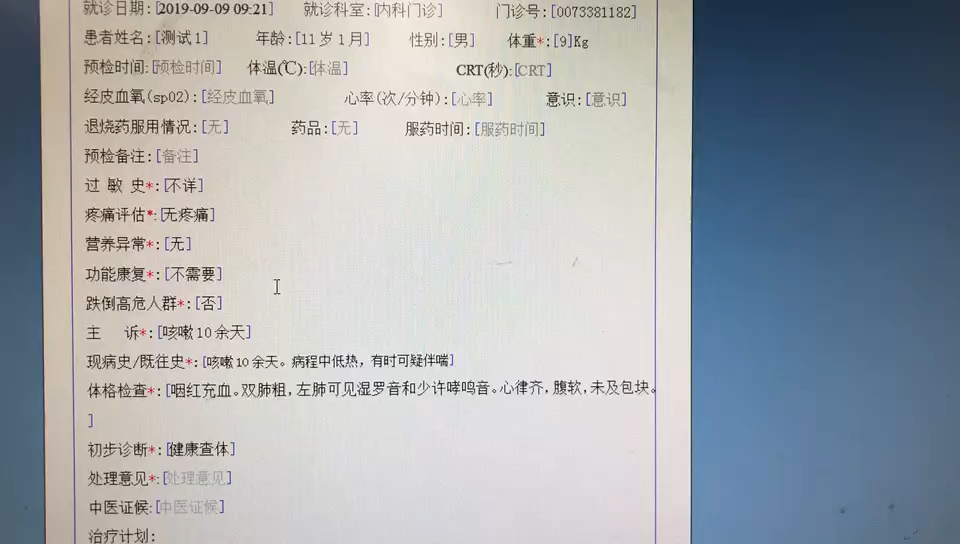 就诊日期:[2019-09-09 09:21] 就诊科室:[内科门诊] 门诊号:[0073381182]
患者姓名:[测试1] 年龄:[11岁1月] 性别:[男] 体重*:[9]Kg
预检时间:[预检时间] 体温(℃):[体温] CRT(秒):[CRT]
经皮血氧(sp02):[经皮血氧] 心率(次/分钟):[心率] 意识:[意识]
退烧药服用情况:[无] 药品:[无] 服药时间:[服药时间]
预检备注:[备注]
过 敏 史*:[不详]
疼痛评估*:[无疼痛]
营养异常*:[无]
功能康复*:[不需要]
跌倒高危人群*:[否]
主 诉*:[咳嗽10余天]
现病史/既往史*:[咳嗽10余天。病程中低热，有时可疑伴喘]
体格检查*:[咽红充血。双肺粗，左肺可见湿罗音和少许哮鸣音。心律齐，腹软，未及包块。
]
初步诊断*:[健康查体]
处理意见*:[处理意见]
中医证候:[中医证候]
治疗计划: